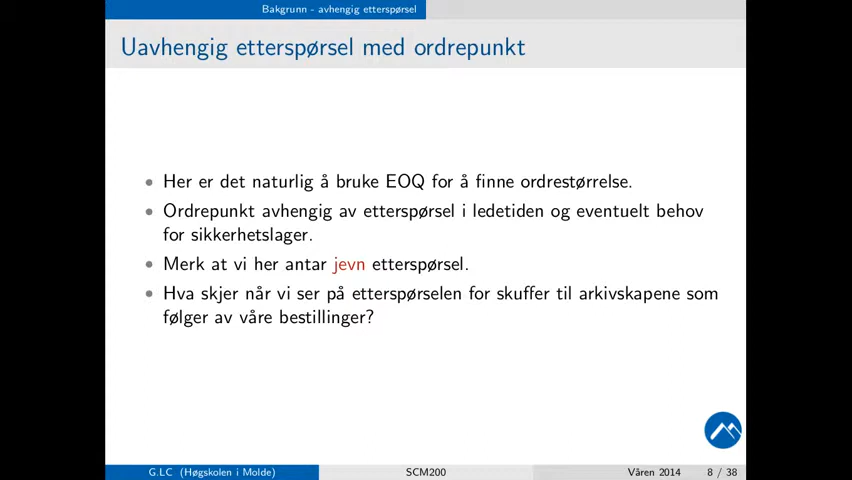 Bakgrunn - avhengig etterspørsel
Uavhengig etterspørsel med ordrepunkt
• Her er det naturlig å bruke EOQ for å finne ordrestørrelse.
• Ordrepunkt avhengig av etterspørsel i ledetiden og eventuelt behov
for sikkerhetslager.
• Merk at vi her antar jevn etterspørsel.
• Hva skjer når vi ser på etterspørselen for skuffer til arkivskapene som
følger av våre bestillinger?
G.LC (Høgskolen i Molde) SCM200 Våren 2014 8 / 38